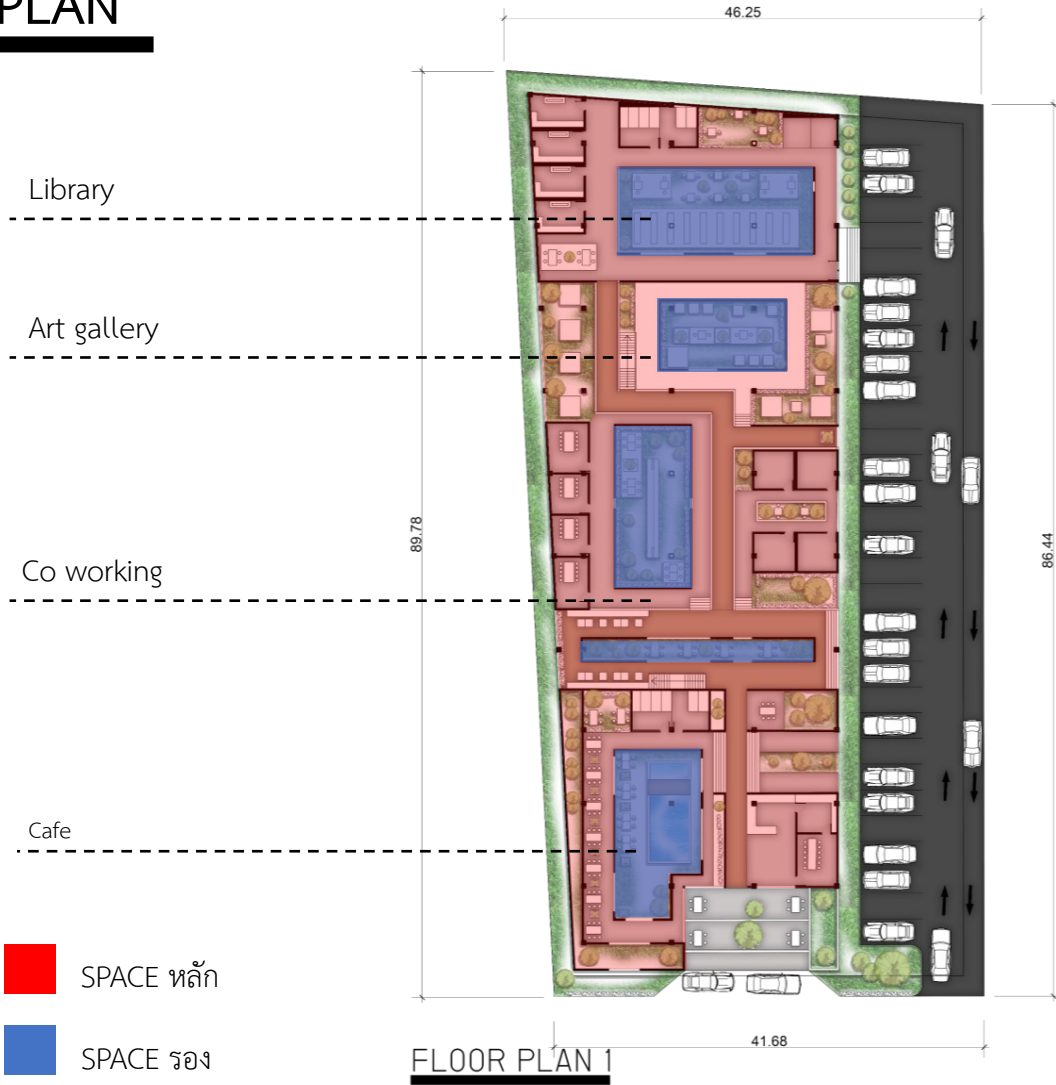 PLAN
46.25
Library
Art gallery
89.78
86.44
Co working
Cafe
SPACE หลัก
SPACE รอง
41.68
FLOOR PLAN 1